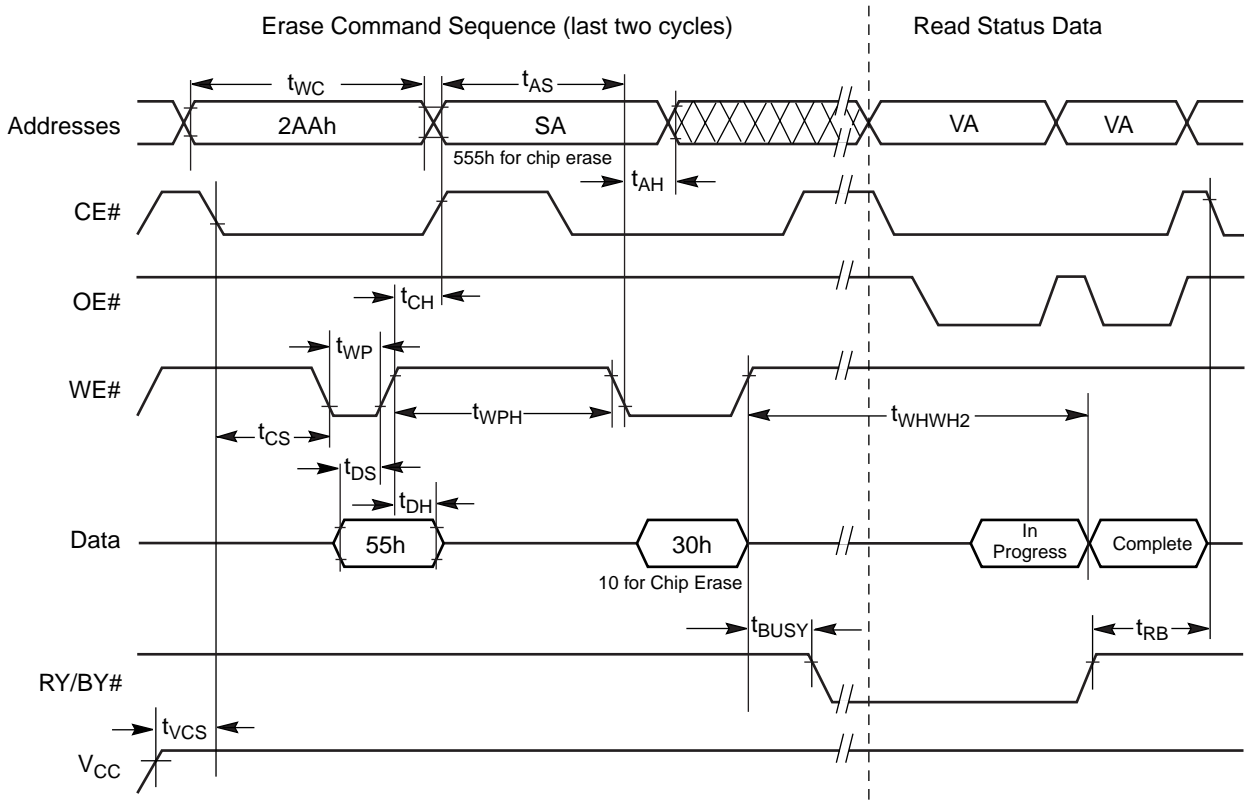 Erase Command Sequence (last two cycles)
Read Status Data
tWC
tAS
Addresses
2AAh
SA
VA
VA
555h for chip erase
tAH
CE#
OE#
tCH
tWP
WE#
tWPH
tWHWH2
tCS
tDS
tDH
Data
55h
30h
In
Progress
Complete
10 for Chip Erase
tBUSY
tRB
RY/BY#
tVCS
VCC